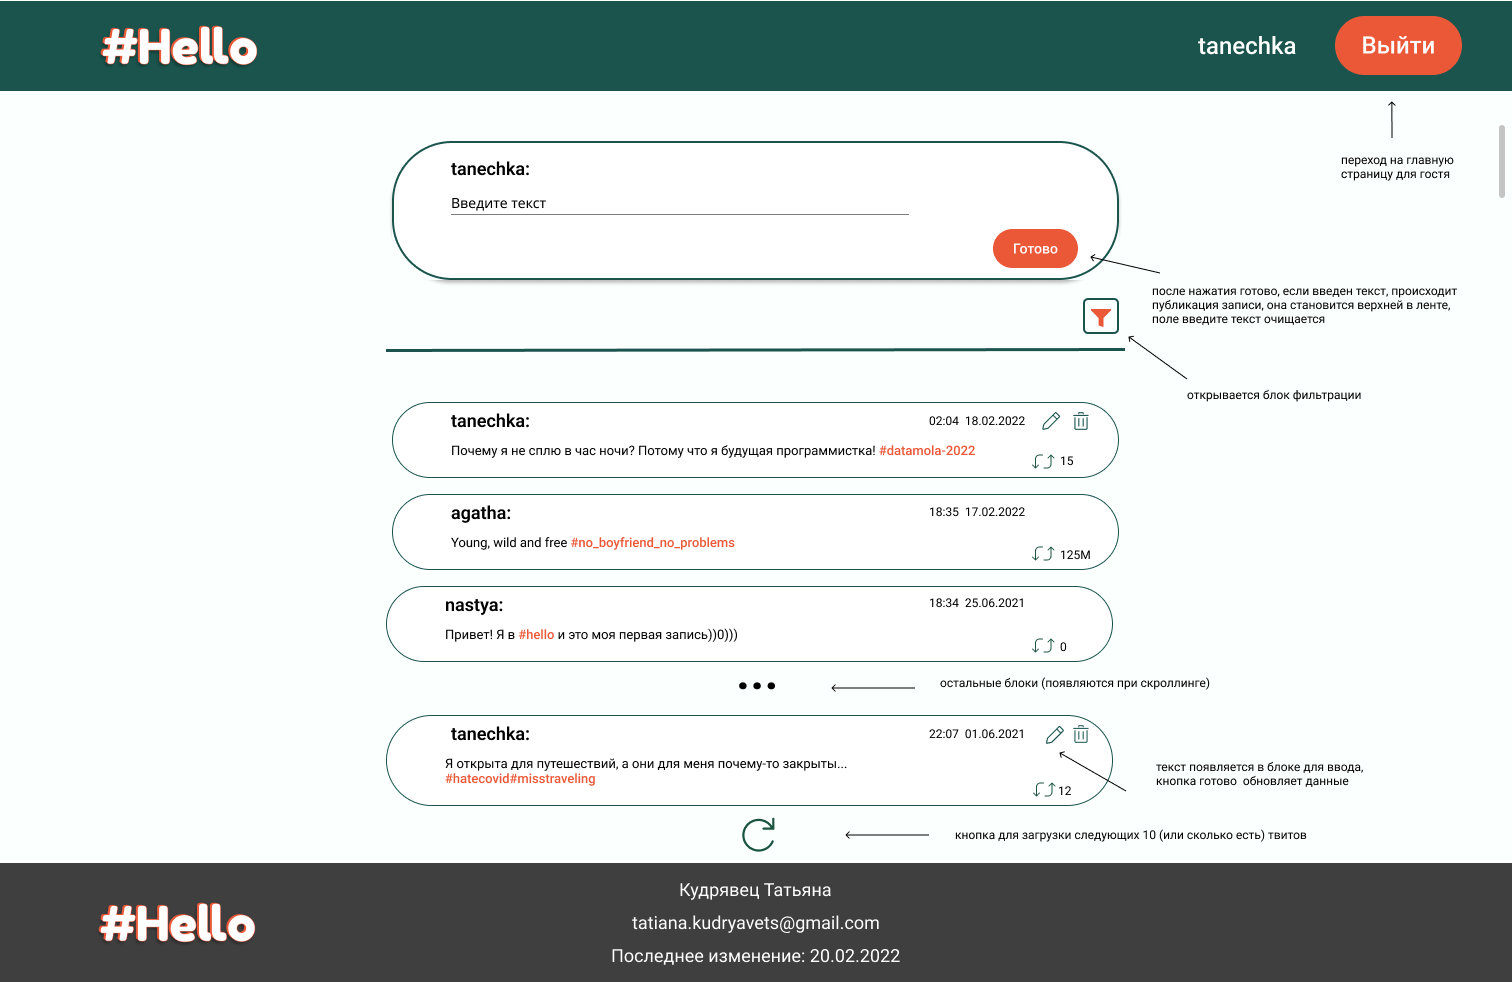 #Hello
tanechka
Выйти
переход на главную
страницу для гостя
tanechka:
Введите текст
Готово
после нажатия готово, если введен текст, происходит
публикация записи, она становится верхней в ленте,
поле введите текст очищается
открывается блок фильтрации
tanechka:
02:04 18.02.2022
Почему я не сплю в час ночи? Потому что я будущая программистка! #datamola-2022
15
agatha:
18:35 17.02.2022
Young, wild and free #no_boyfriend_no_problems
125M
nastya:
18:34 25.06.2021
Привет! Я в #hello и это моя первая запись))0)))
0
остальные блоки (появляются при скроллинге)
tanechka:
22:07 01.06.2021
Я открыта для путешествий, а они для меня почему-то закрыты...
#hatecovid#misstraveling
12
текст появляется в блоке для ввода,
кнопка готово обновляет данные
кнопка для загрузки следующих 10 (или сколько есть) твитов
#Hello
Кудрявец Татьяна
tatiana.kudryavets@gmail.com
Последнее изменение: 20.02.2022